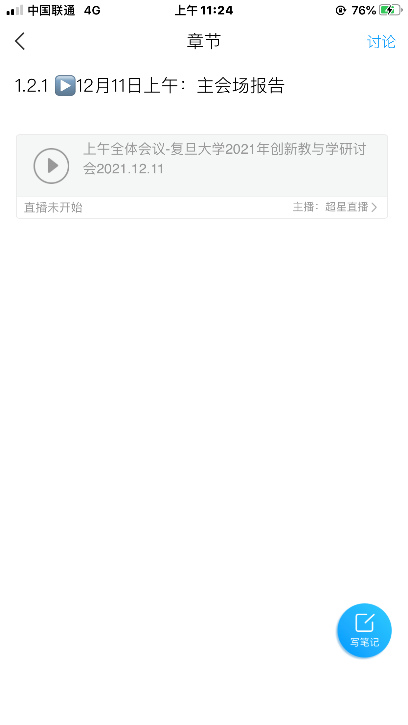 中国联通 4G 上午 11:24 76%
章节 讨论
1.2.1 ▶️12月11日上午：主会场报告
上午全体会议-复旦大学2021年创新教与学研讨
会2021.12.11
直播未开始 主播：超星直播
写笔记